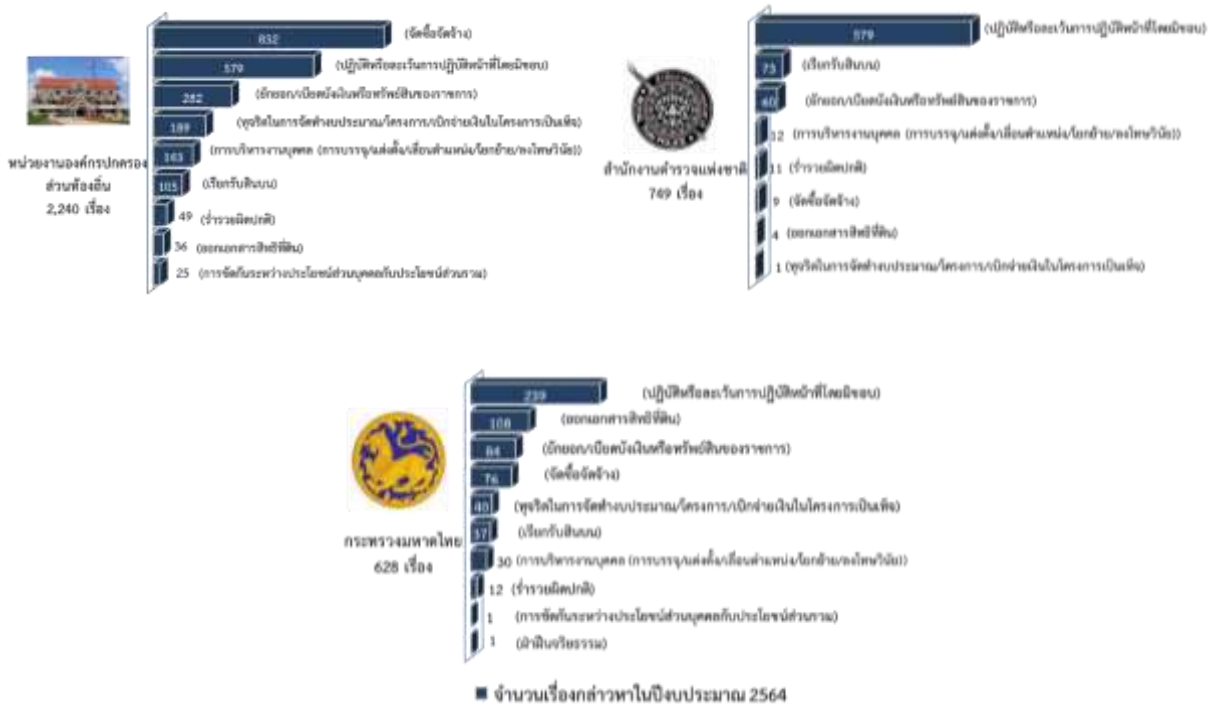 832 (จัดซื้อจัดจ้าง)
579 (ปฏิบัติหรือละเว้นการปฏิบัติหน้าที่โดยมิชอบ)
282 (ยักยอก/เบียดบังเงินหรือทรัพย์สินของราชการ)
189 (ทุจริตในการจัดทำงบประมาณ/โครงการ/เบิกจ่ายเงินในโครงการเป็นเท็จ)
163 (การบริหารงานบุคคล (การบรรจุ/แต่งตั้ง/เลื่อนตำแหน่ง/โยกย้าย/ลงโทษวินัย))
105 (เรียกรับสินบน)
49 (ร่ำรวยผิดปกติ)
36 (ออกเอกสารสิทธิที่ดิน)
25 (การขัดกันระหว่างประโยชน์ส่วนบุคคลกับประโยชน์ส่วนรวม)
หน่วยงานองค์กรปกครอง
ส่วนท้องถิ่น
2,240 เรื่อง
579 (ปฏิบัติหรือละเว้นการปฏิบัติหน้าที่โดยมิชอบ)
73 (เรียกรับสินบน)
60 (ยักยอก/เบียดบังเงินหรือทรัพย์สินของราชการ)
12 (การบริหารงานบุคคล (การบรรจุ/แต่งตั้ง/เลื่อนตำแหน่ง/โยกย้าย/ลงโทษวินัย))
11 (ร่ำรวยผิดปกติ)
9 (จัดซื้อจัดจ้าง)
4 (ออกเอกสารสิทธิที่ดิน)
1 (ทุจริตในการจัดทำงบประมาณ/โครงการ/เบิกจ่ายเงินในโครงการเป็นเท็จ)
สำนักงานตำรวจแห่งชาติ
749 เรื่อง
239 (ปฏิบัติหรือละเว้นการปฏิบัติหน้าที่โดยมิชอบ)
108 (ออกเอกสารสิทธิที่ดิน)
84 (ยักยอก/เบียดบังเงินหรือทรัพย์สินของราชการ)
76 (จัดซื้อจัดจ้าง)
40 (ทุจริตในการจัดทำงบประมาณ/โครงการ/เบิกจ่ายเงินในโครงการเป็นเท็จ)
37 (เรียกรับสินบน)
30 (การบริหารงานบุคคล (การบรรจุ/แต่งตั้ง/เลื่อนตำแหน่ง/โยกย้าย/ลงโทษวินัย))
12 (ร่ำรวยผิดปกติ)
1 (การขัดกันระหว่างประโยชน์ส่วนบุคคลกับประโยชน์ส่วนรวม)
1 (ฝ่าฝืนจริยธรรม)
กระทรวงมหาดไทย
628 เรื่อง
จำนวนเรื่องกล่าวหาในปีงบประมาณ 2564